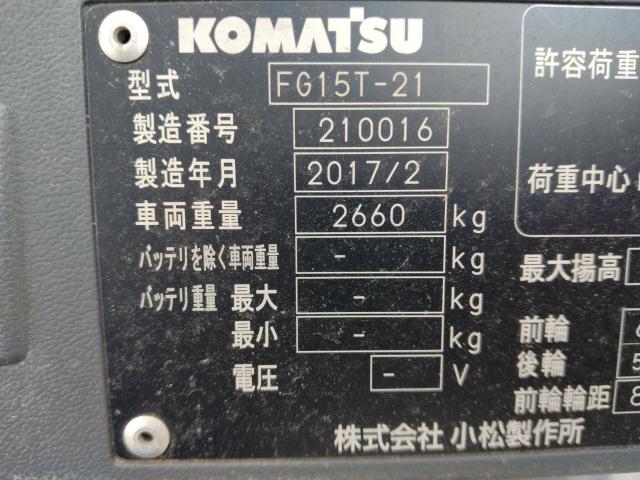 KOMATSU
型式 FG15T-21
製造番号 210016
製造年月 2017/2
車両重量 2660 kg
バッテリを除く車両重量 - kg
バッテリ重量 最大 - kg
最小 - kg
電圧 - V
株式会社 小松製作所
許容荷重
荷重中心
最大揚高
前輪
後輪
前輪輪距 8